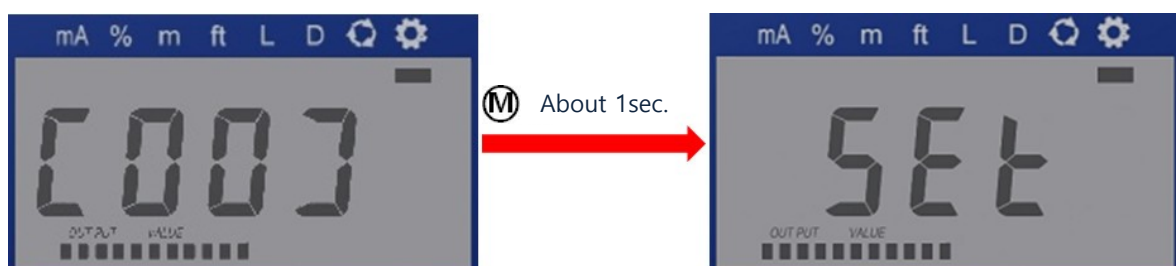 mA % m ft L D
[00]
OUTPUT VALUE
M About 1sec.
mA % m ft L D
SEt
OUTPUT VALUE